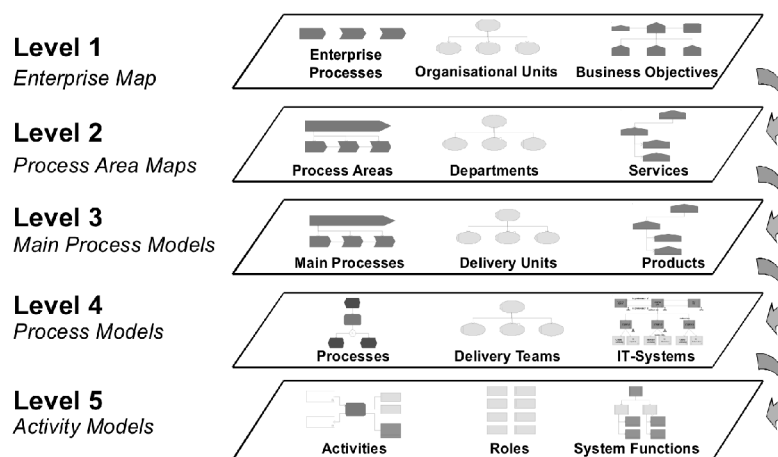 Level 1
Enterprise Map
Enterprise
Processes
Organisational Units
Business Objectives
Level 2
Process Area Maps
Process Areas
Departments
Services
Level 3
Main Process Models
Main Processes
Delivery Units
Products
Level 4
Process Models
Processes
Delivery Teams
IT-Systems
Level 5
Activity Models
Activities
Roles
System Functions